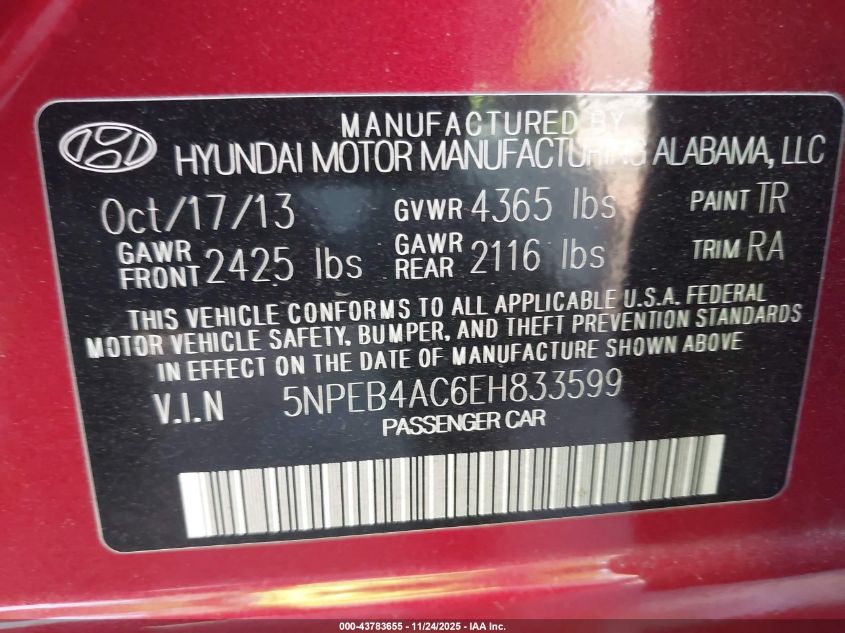 MANUFACTURED BY
HYUNDAI MOTOR MANUFACTURING ALABAMA, LLC
Oct/17/13 GVWR 4365 lbs PAINT TR
GAWR FRONT 2425 lbs GAWR REAR 2116 lbs TRIM RA
THIS VEHICLE CONFORMS TO ALL APPLICABLE U.S.A. FEDERAL
MOTOR VEHICLE SAFETY, BUMPER, AND THEFT PREVENTION STANDARDS
IN EFFECT ON THE DATE OF MANUFACTURE SHOWN ABOVE
V.I.N 5NPEB4AC6EH833599
PASSENGER CAR
000-43783655 - 11/24/2025 - IAA Inc.